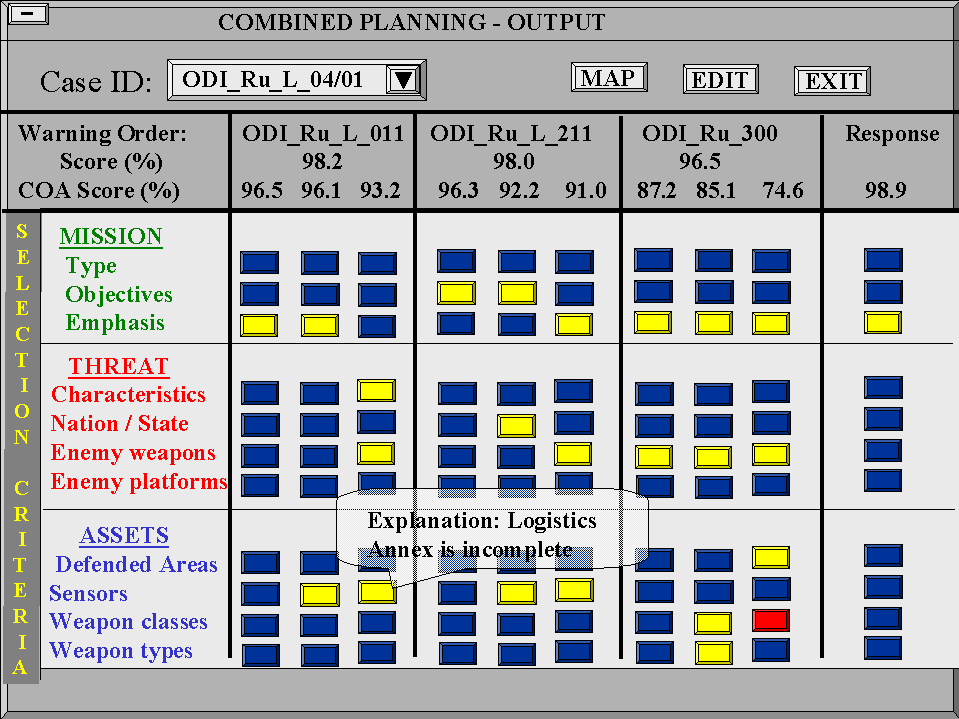 COMBINED PLANNING - OUTPUT
Case ID: ODI_Ru_L_04/01 MAP EDIT EXIT
Warning Order: ODI_Ru_L_011 ODI_Ru_L_211 ODI_Ru_300 Response
Score (%) 98.2 98.0 96.5
COA Score (%) 96.5 96.1 93.2 96.3 92.2 91.0 87.2 85.1 74.6 98.9
SELECTION CRITERIA
MISSION
Type
Objectives
Emphasis
THREAT
Characteristics
Nation / State
Enemy weapons
Enemy platforms
Explanation: Logistics
Annex is incomplete
ASSETS
Defended Areas
Sensors
Weapon classes
Weapon types